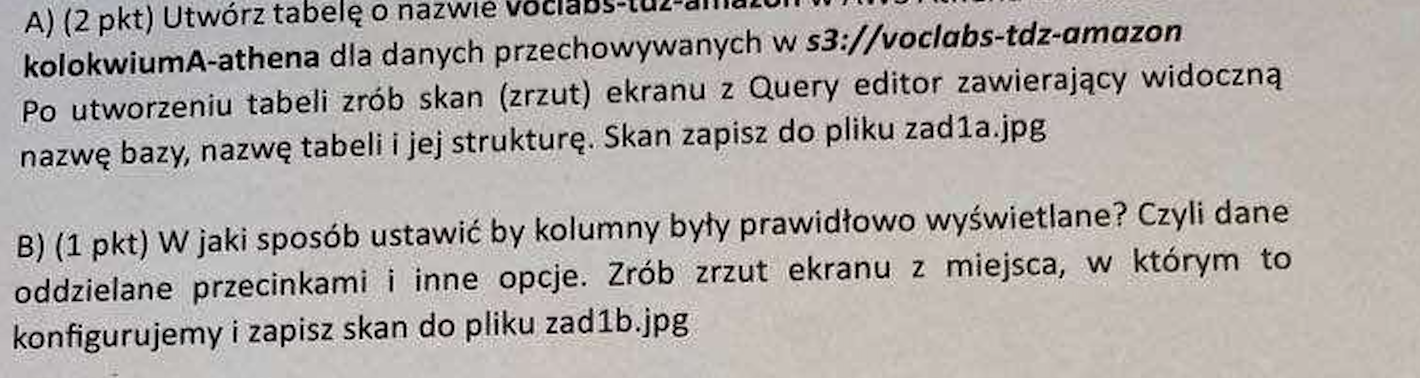 A) (2 pkt) Utwórz tabelę o nazwie voclabs-tdz-amazon w AWS
kolokwiumA-athena dla danych przechowywanych w s3://voclabs-tdz-amazon
Po utworzeniu tabeli zrób skan (zrzut) ekranu z Query editor zawierający widoczną
nazwę bazy, nazwę tabeli i jej strukturę. Skan zapisz do pliku zad1a.jpg
B) (1 pkt) W jaki sposób ustawić by kolumny były prawidłowo wyświetlane? Czyli dane
oddzielane przecinkami i inne opcje. Zrób zrzut ekranu z miejsca, w którym to
konfigurujemy i zapisz skan do pliku zad1b.jpg